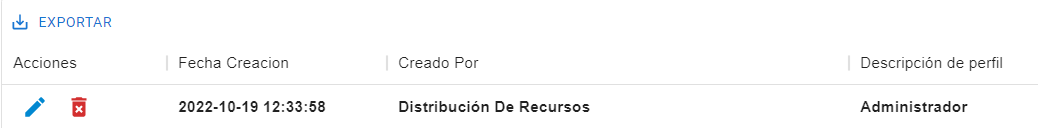 EXPORTAR
Acciones Fecha Creacion Creado Por Descripción de perfil
2022-10-19 12:33:58 Distribución De Recursos Administrador